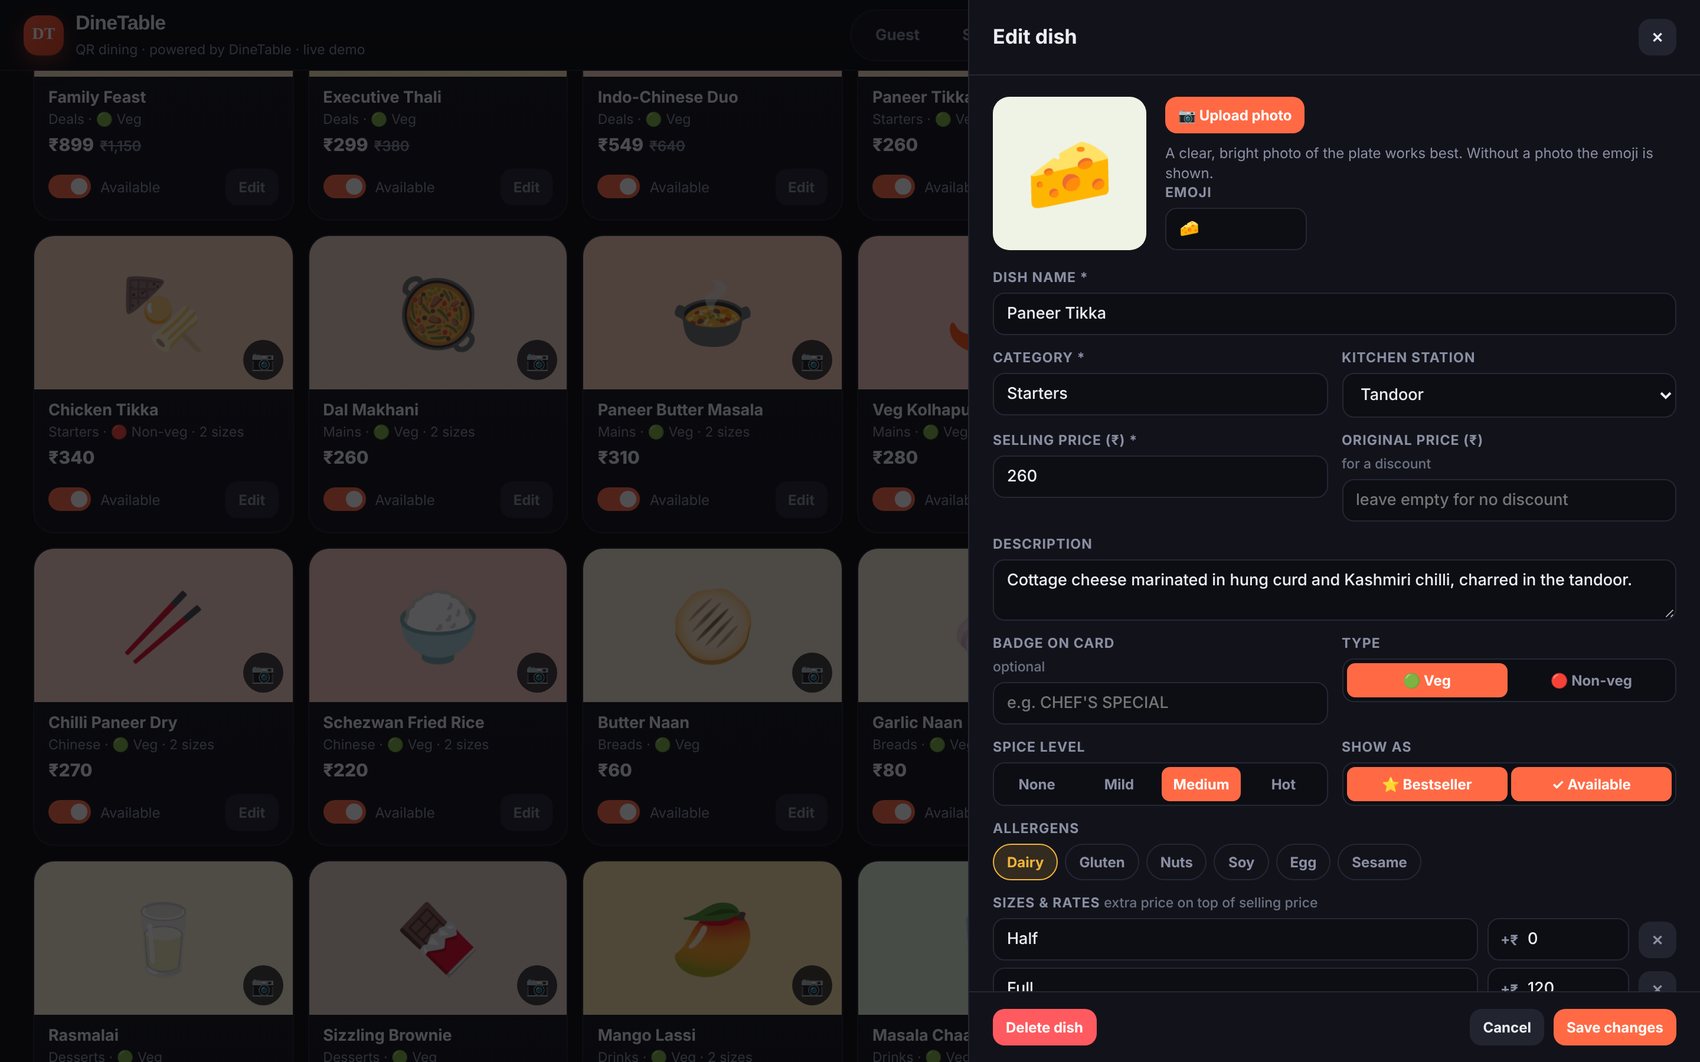 DT
DineTable
QR dining · powered by DineTable · live demo
Guest
Family Feast
Deals · Veg
₹899 ₹1,150
Available
Edit
Executive Thali
Deals · Veg
₹299 ₹380
Available
Edit
Indo-Chinese Duo
Deals · Veg
₹549 ₹640
Available
Edit
Paneer Tikka
Starters · Ve
₹260
Available
Chicken Tikka
Starters · Non-veg · 2 sizes
₹340
Available
Edit
Dal Makhani
Mains · Veg · 2 sizes
₹260
Available
Edit
Paneer Butter Masala
Mains · Veg · 2 sizes
₹310
Available
Edit
Veg Kolhapu
Mains · Veg
₹280
Availab
Chilli Paneer Dry
Chinese · Veg · 2 sizes
₹270
Available
Edit
Schezwan Fried Rice
Chinese · Veg · 2 sizes
₹220
Available
Edit
Butter Naan
Breads · Veg
₹60
Available
Edit
Garlic Naan
Breads · Ve
₹80
Availab
Rasmalai
Desserts · Veg
Sizzling Brownie
Desserts · Veg
Mango Lassi
Drinks · Veg · 2 sizes
Masala Chaa
Drinks · Veg
Edit dish
×
Upload photo
A clear, bright photo of the plate works best. Without a photo the emoji is
shown.
EMOJI
DISH NAME *
Paneer Tikka
CATEGORY *
Starters
KITCHEN STATION
Tandoor
SELLING PRICE (₹) *
260
ORIGINAL PRICE (₹)
for a discount
leave empty for no discount
DESCRIPTION
Cottage cheese marinated in hung curd and Kashmiri chilli, charred in the tandoor.
BADGE ON CARD
optional
e.g. CHEF'S SPECIAL
TYPE
Veg
Non-veg
SPICE LEVEL
None
Mild
Medium
Hot
SHOW AS
Bestseller
✓ Available
ALLERGENS
Dairy
Gluten
Nuts
Soy
Egg
Sesame
SIZES & RATES extra price on top of selling price
Half
+₹ 0
×
Full
+₹ 120
×
Delete dish
Cancel
Save changes